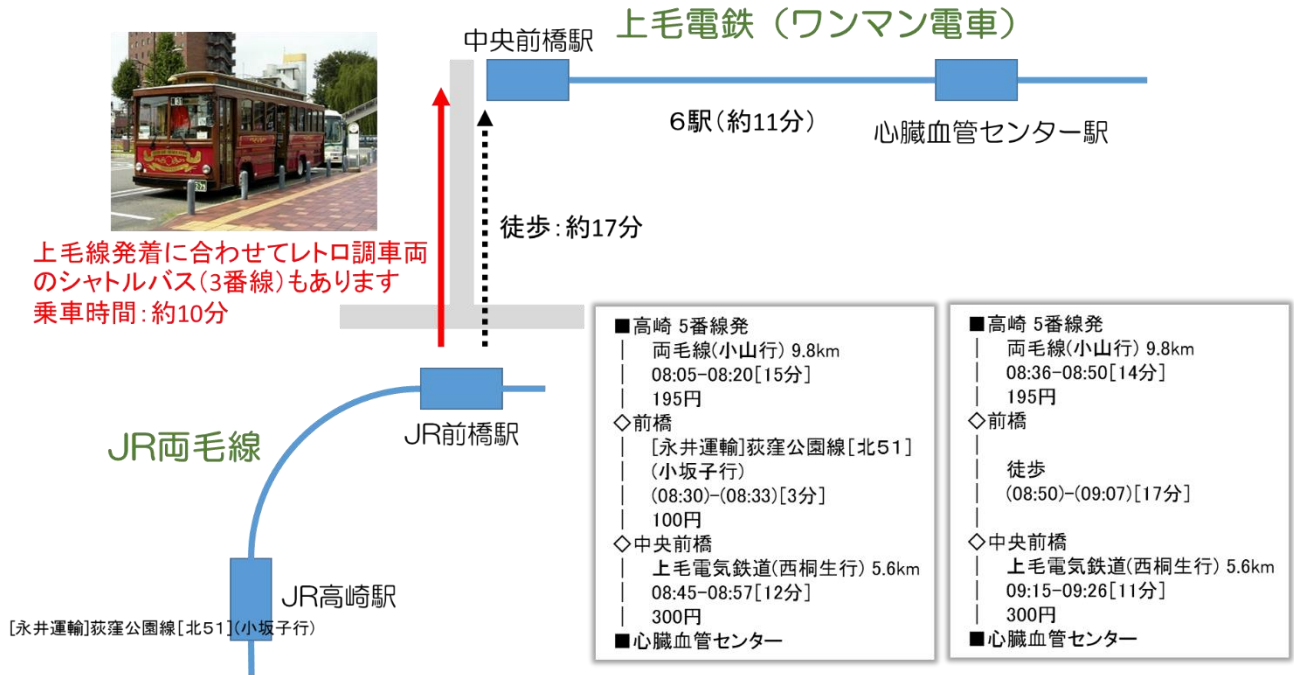 上毛電鉄（ワンマン電車）
中央前橋駅
6駅（約11分）
心臓血管センター駅
徒歩：約17分
上毛線発着に合わせてレトロ調車両
のシャトルバス（3番線）もあります
乗車時間：約10分
JR前橋駅
JR両毛線
JR高崎駅
[永井運輸]荻窪公園線[北51](小坂子行)
■高崎 5番線発
｜ 両毛線(小山行) 9.8km
｜ 08:05-08:20[15分]
｜ 195円
◇前橋
｜ [永井運輸]荻窪公園線[北51]
｜ (小坂子行)
｜ (08:30)-(08:33)[3分]
｜ 100円
◇中央前橋
｜ 上毛電気鉄道(西桐生行) 5.6km
｜ 08:45-08:57[12分]
｜ 300円
■心臓血管センター
■高崎 5番線発
｜ 両毛線(小山行) 9.8km
｜ 08:36-08:50[14分]
｜ 195円
◇前橋
｜
｜ 徒歩
｜ (08:50)-(09:07)[17分]
｜
◇中央前橋
｜ 上毛電気鉄道(西桐生行) 5.6km
｜ 09:15-09:26[11分]
｜ 300円
■心臓血管センター